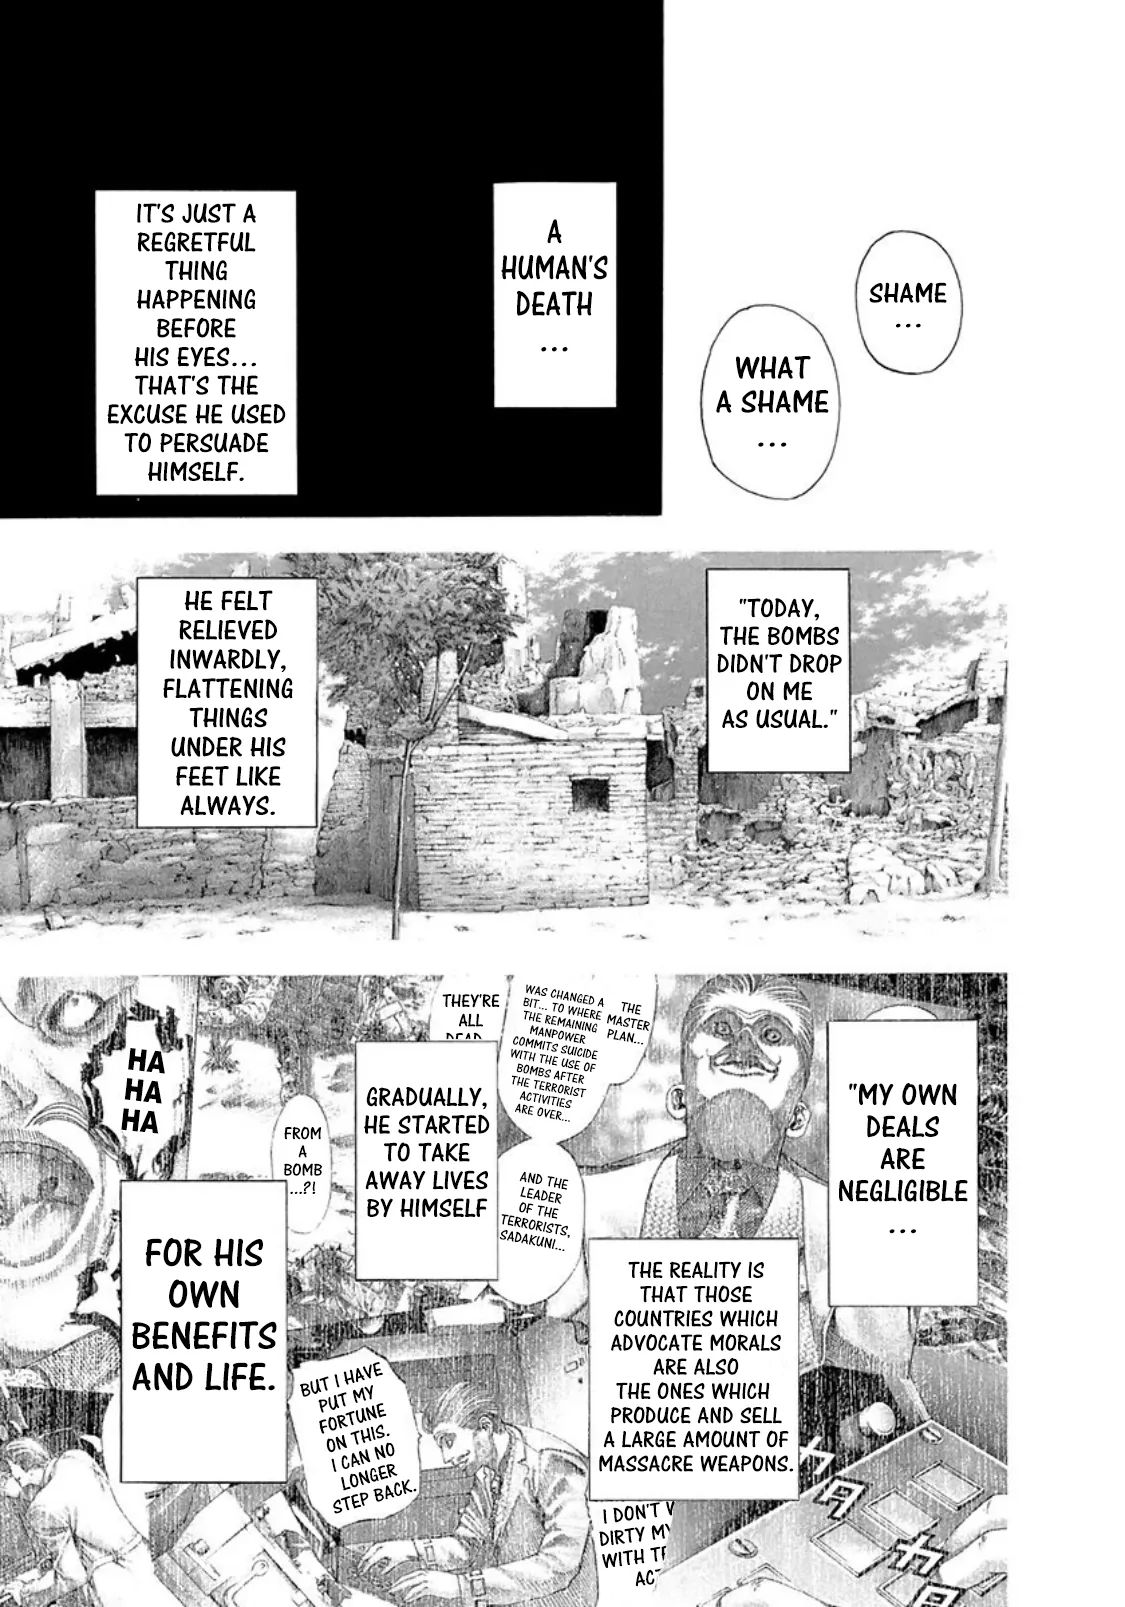 SHAME
...
WHAT
A SHAME
...
A
HUMAN'S
DEATH
...
IT'S JUST A
REGRETFUL
THING
HAPPENING
BEFORE
HIS EYES...
THAT'S THE
EXCUSE HE USED
TO PERSUADE
HIMSELF.
"TODAY,
THE BOMBS
DIDN'T DROP
ON ME
AS USUAL."
HE FELT
RELIEVED
INWARDLY,
FLATTENING
THINGS
UNDER HIS
FEET LIKE
ALWAYS.
"MY OWN
DEALS
ARE
NEGLIGIBLE
...
THE REALITY IS
THAT THOSE
COUNTRIES WHICH
ADVOCATE MORALS
ARE ALSO
THE ONES WHICH
PRODUCE AND SELL
A LARGE AMOUNT OF
MASSACRE WEAPONS.
THE
MASTER
PLAN...
WAS CHANGED A
BIT... TO WHERE
THE REMAINING
MANPOWER
COMMITS SUICIDE
WITH THE USE OF
BOMBS AFTER
THE TERRORIST
ACTIVITIES
ARE OVER...
AND THE
LEADER
OF THE
TERRORISTS,
SADAKUNI...
THEY'RE
ALL
DEAD
GRADUALLY,
HE STARTED
TO TAKE
AWAY LIVES
BY HIMSELF
FROM
A
BOMB
...?!
HA
HA
HA
FOR HIS
OWN
BENEFITS
AND LIFE.
カタ
カタ
I DON'T
DIRTY MY
WITH
BUT I HAVE
PUT MY
FORTUNE
ON THIS.
I CAN NO
LONGER
STEP BACK.